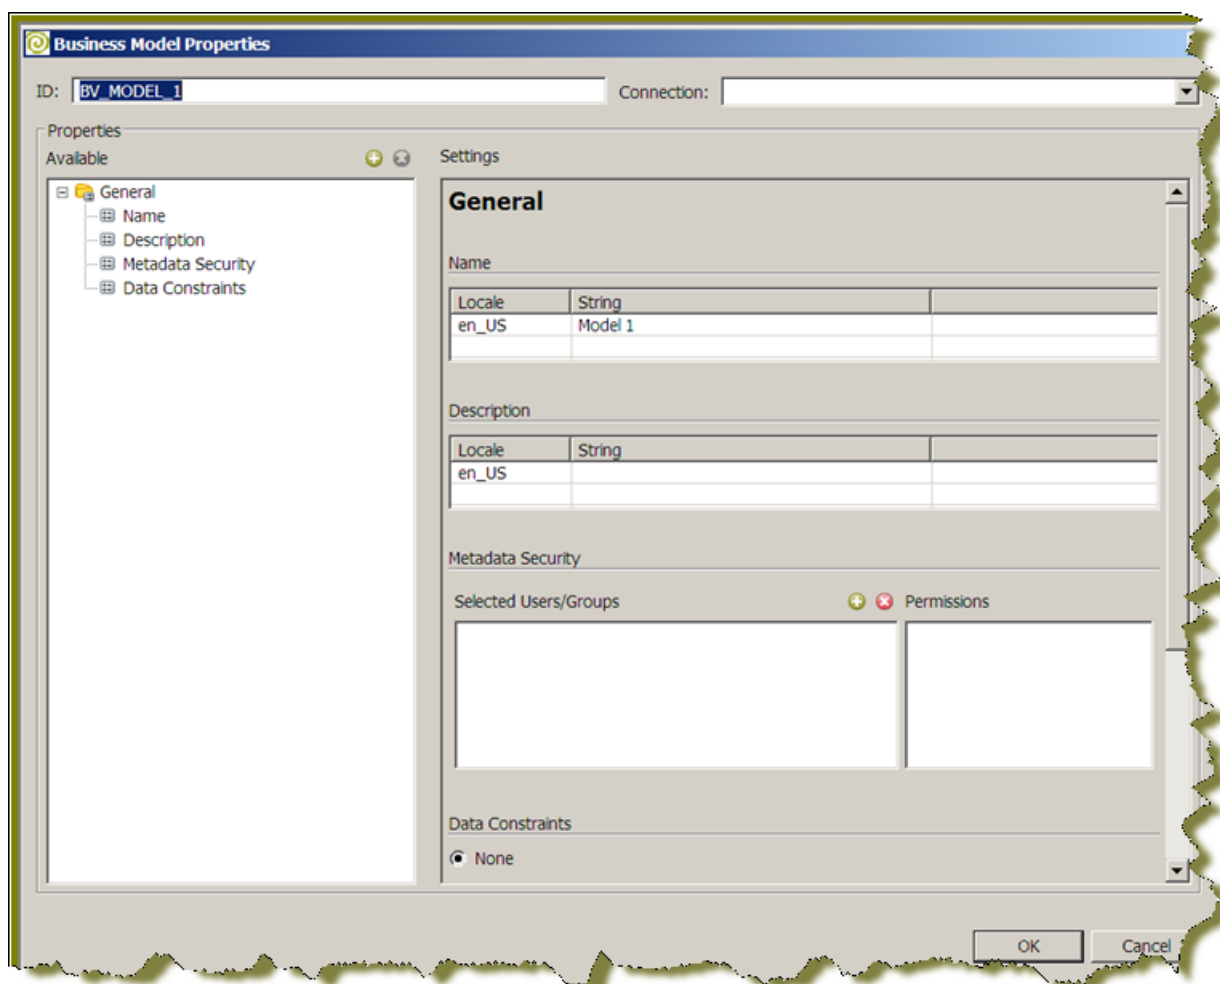 Business Model Properties
ID: BV_MODEL_1 Connection:
Properties
Available
General
Name
Description
Metadata Security
Data Constraints
Settings
General
Name
Locale String
en_US Model 1
Description
Locale String
en_US
Metadata Security
Selected Users/Groups Permissions
Data Constraints
None
OK Cancel